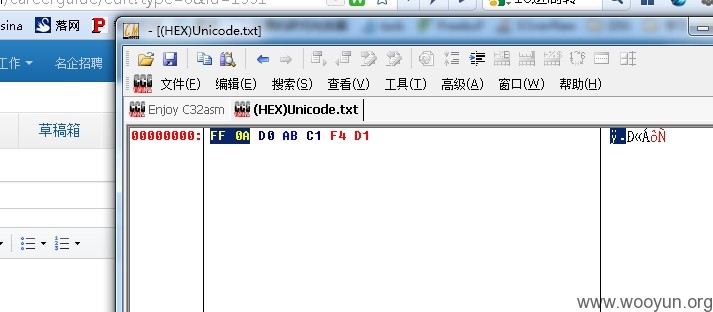 /careerguide/edit?type=0&id=1991
sina 落网 P
工作 名企招聘
草稿箱
- [(HEX)Unicode.txt]
文件(F) 编辑(E) 搜索(S) 查看(V) 工具(T) 高级(A) 窗口(W) 帮助(H)
Enjoy C32asm (HEX)Unicode.txt
00000000: FF 0A D0 AB C1 F4 D1 ÿ.Ð«ÁôÑ
www.wooyun.org